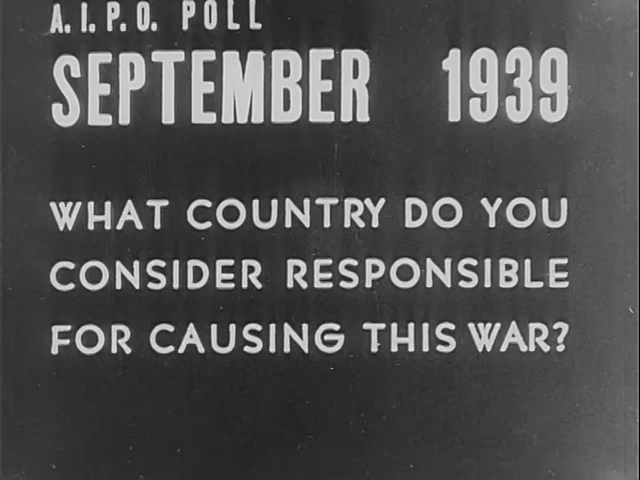 A. I. P. O. POLL
SEPTEMBER 1939
WHAT COUNTRY DO YOU
CONSIDER RESPONSIBLE
FOR CAUSING THIS WAR?